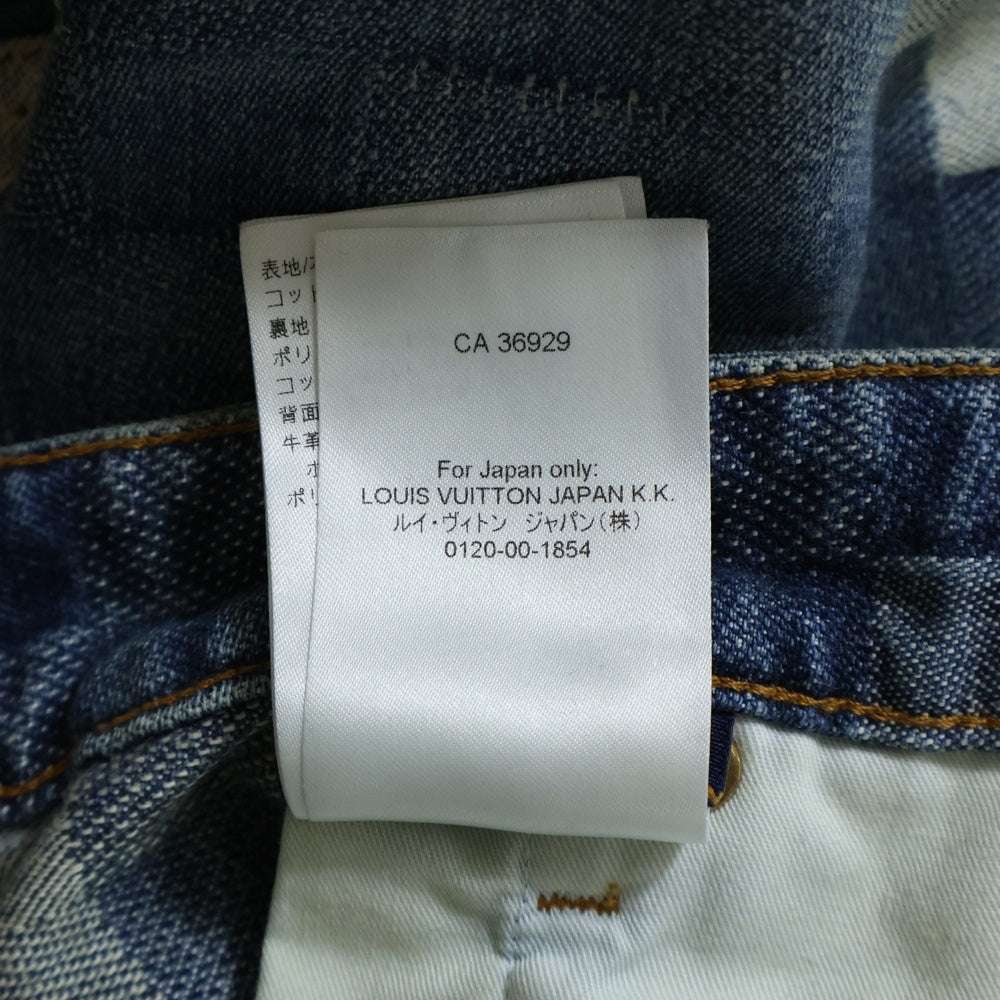 表地/
コッ
裏地
ポリ
コッ
背面
牛革
ポリ
CA 36929
For Japan only:
LOUIS VUITTON JAPAN K.K.
ルイ・ヴィトン ジャパン(株)
0120-00-1854